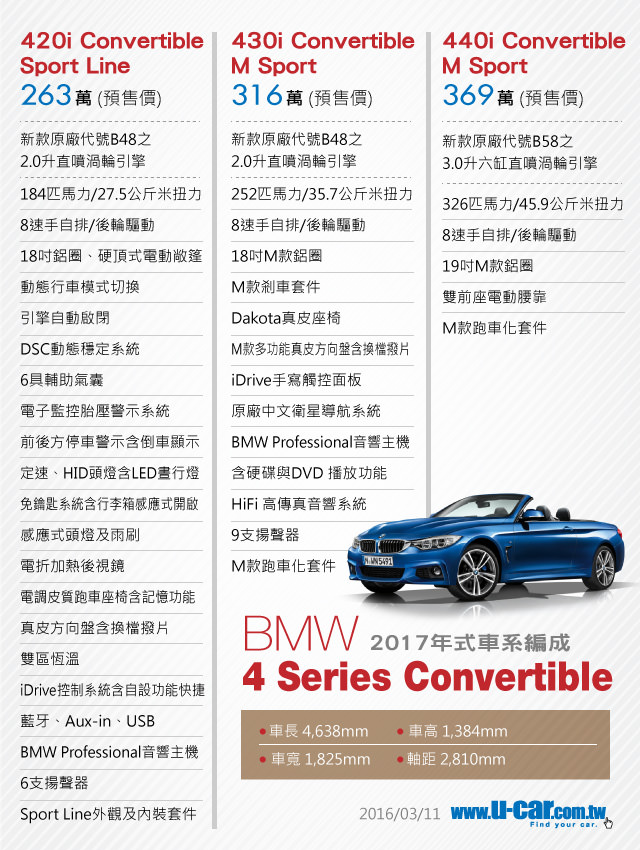 420i Convertible
Sport Line
263萬 (預售價)
新款原廠代號B48之
2.0升直噴渦輪引擎
184匹馬力/27.5公斤米扭力
8速手自排/後輪驅動
18吋鋁圈、硬頂式電動敞篷
動態行車模式切換
引擎自動啟閉
DSC動態穩定系統
6具輔助氣囊
電子監控胎壓警示系統
前後方停車警示含倒車顯示
定速、HID頭燈含LED晝行燈
免鑰匙系統含行李箱感應式開啟
感應式頭燈及雨刷
電折加熱後視鏡
電調皮質跑車座椅含記憶功能
真皮方向盤含換檔撥片
雙區恆溫
iDrive控制系統含自設功能快捷
藍牙、Aux-in、USB
BMW Professional音響主機
6支揚聲器
Sport Line外觀及內裝套件
430i Convertible
M Sport
316萬 (預售價)
新款原廠代號B48之
2.0升直噴渦輪引擎
252匹馬力/35.7公斤米扭力
8速手自排/後輪驅動
18吋M款鋁圈
M款剎車套件
Dakota真皮座椅
M款多功能真皮方向盤含換檔撥片
iDrive手寫觸控面板
原廠中文衛星導航系統
BMW Professional音響主機
含硬碟與DVD 播放功能
HiFi 高傳真音響系統
9支揚聲器
M款跑車化套件
440i Convertible
M Sport
369萬 (預售價)
新款原廠代號B58之
3.0升六缸直噴渦輪引擎
326匹馬力/45.9公斤米扭力
8速手自排/後輪驅動
19吋M款鋁圈
雙前座電動腰靠
M款跑車化套件
M·WN5491
BMW 2017年式車系編成
4 Series Convertible
•車長 4,638mm •車高 1,384mm
•車寬 1,825mm •軸距 2,810mm
2016/03/11 www.u-car.com.tw
Find your car.